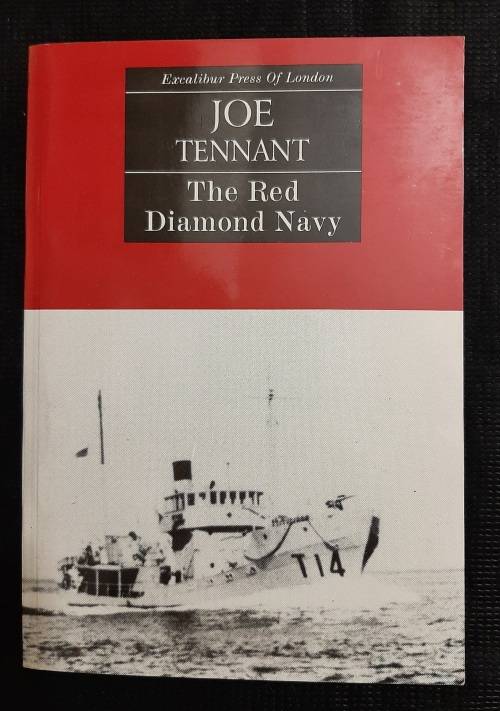 Excalibur Press Of London
JOE
TENNANT
The Red
Diamond Navy
T14